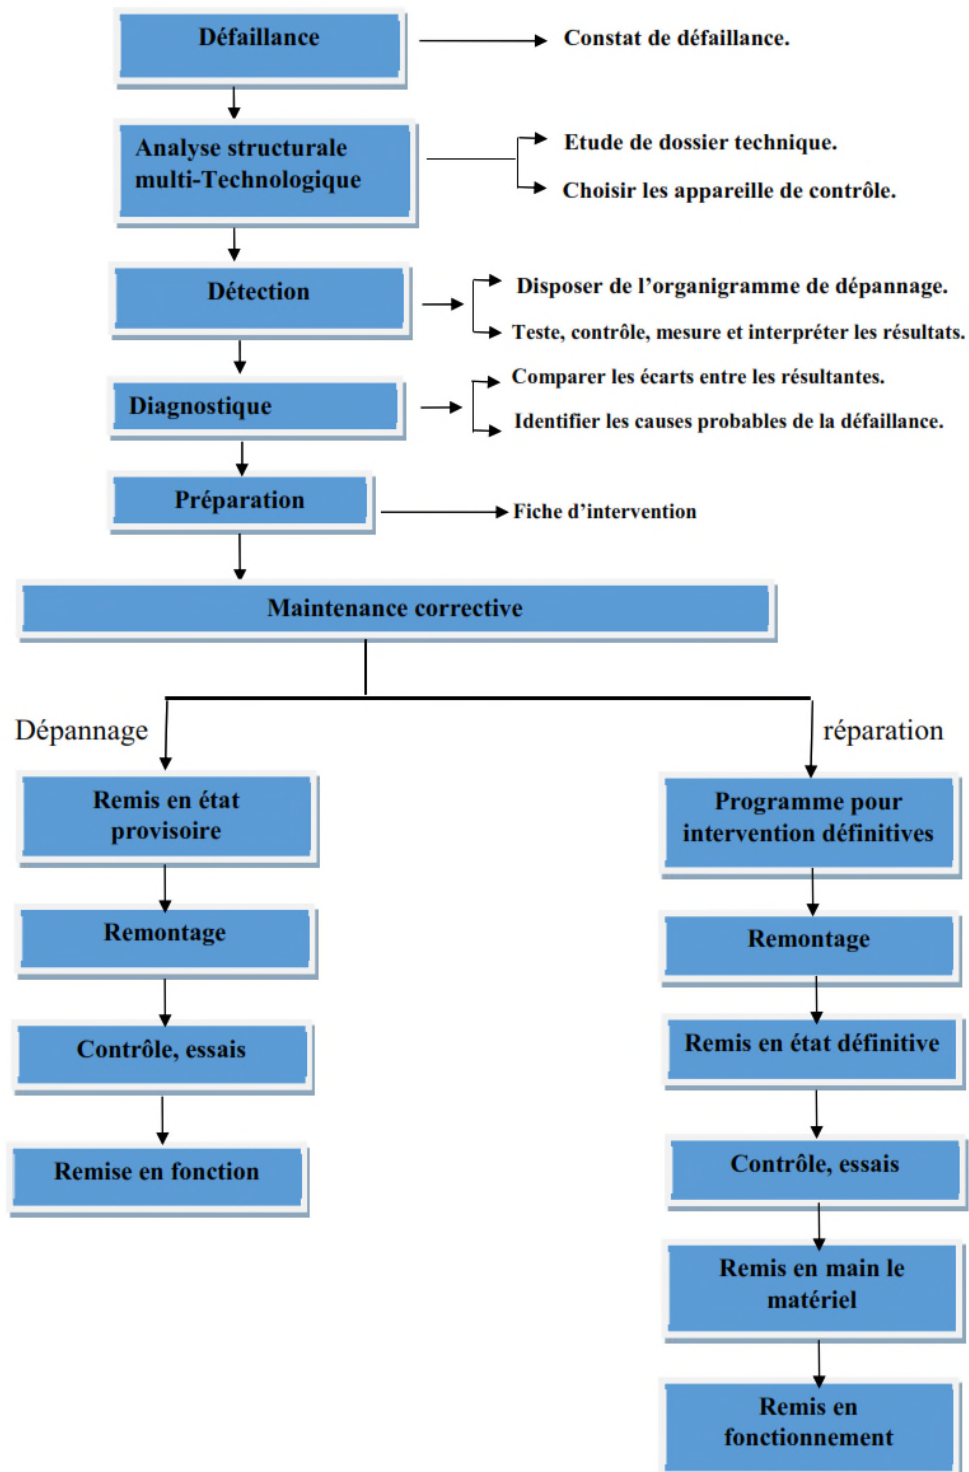 Défaillance
Constat de défaillance.
Analyse structurale
multi-Technologique
Etude de dossier technique.
Choisir les appareille de contrôle.
Détection
Disposer de l’organigramme de dépannage.
Teste, contrôle, mesure et interpréter les résultats.
Diagnostique
Comparer les écarts entre les résultantes.
Identifier les causes probables de la défaillance.
Préparation
Fiche d’intervention
Maintenance corrective
Dépannage
Remis en état
provisoire
Remontage
Contrôle, essais
Remise en fonction
réparation
Programme pour
intervention définitives
Remontage
Remis en état définitive
Contrôle, essais
Remis en main le
matériel
Remis en
fonctionnement